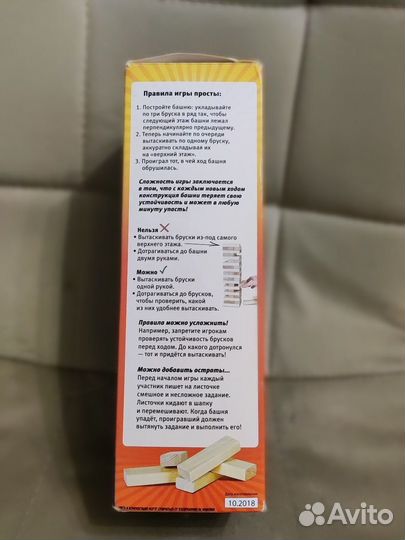 Правила игры просты:
1. Постройте башню: укладывайте
по три бруска в ряд так, чтобы
следующий этаж башни лежал
перпендикулярно предыдущему.
2. Теперь начинайте по очереди
вытаскивать по одному бруску,
аккуратно складывая их
на «верхний этаж».
3. Проиграл тот, в чей ход башня
обрушилась.
Сложность игры заключается
в том, что с каждым новым ходом
конструкция башни теряет свою
устойчивость и может в любую
минуту упасть!
Нельзя
• Вытаскивать бруски из-под самого
верхнего этажа.
• Дотрагиваться до башни
двумя руками.
Можно
• Вытаскивать бруски
одной рукой.
• Дотрагиваться до брусков,
чтобы проверить, какой
из них удобнее вытаскивать.
Правила можно усложнить!
Например, запретите игрокам
проверять устойчивость брусков
перед ходом. До какого дотронулся
— тот и придётся вытаскивать!
Можно добавить остроты...
Перед началом игры каждый
участник пишет на листочке
смешное и несложное задание.
Листочки кидают в шапку
и перемешивают. Когда башня
упадёт, проигравший должен
вытянуть задание и выполнить его!
Дата изготовления:
10.2018
Avito